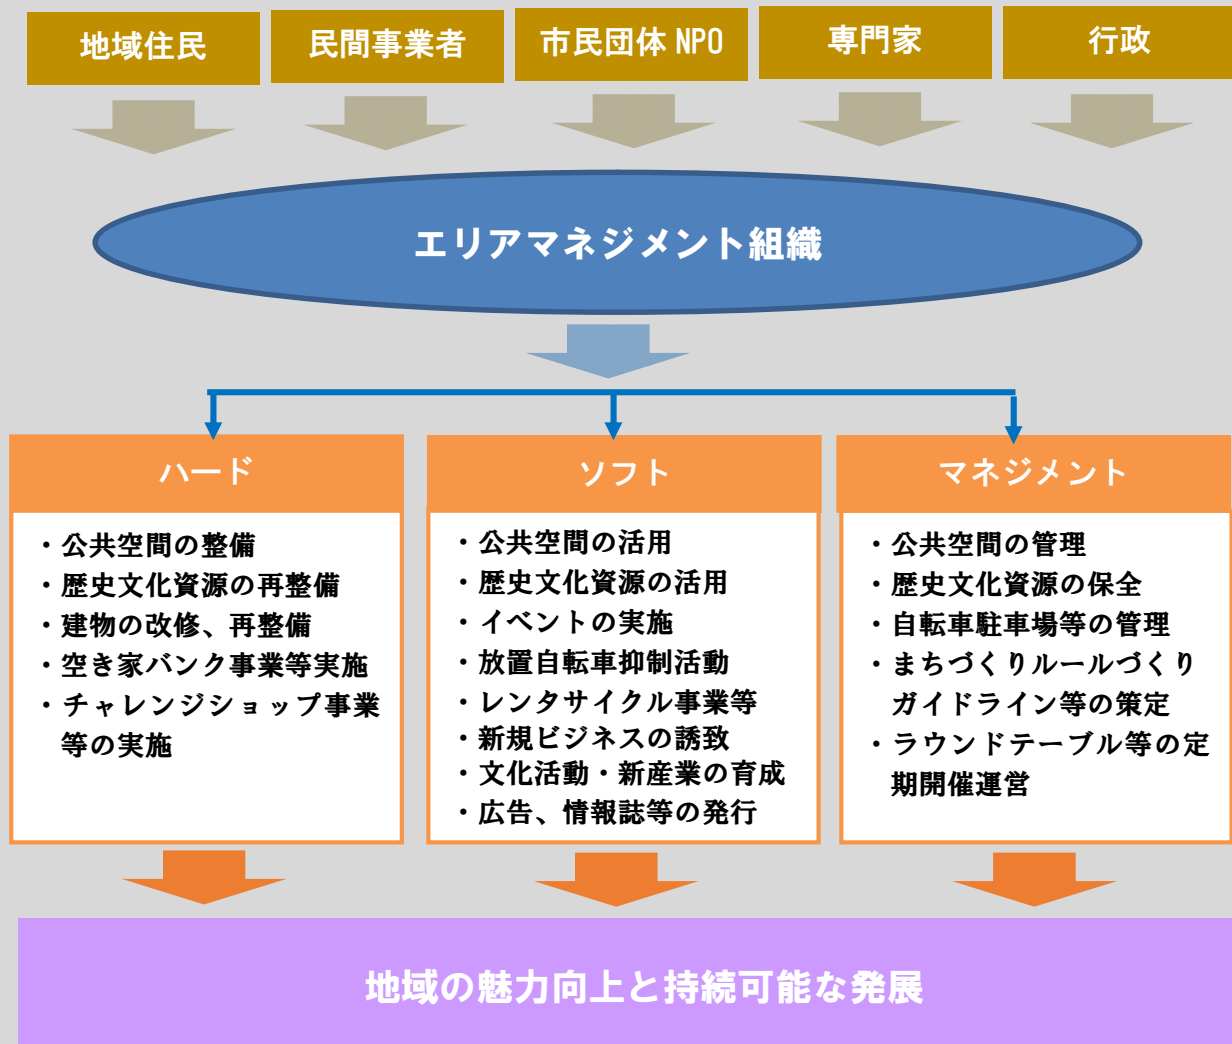 地域住民
民間事業者
市民団体 NPO
専門家
行政
エリアマネジメント組織
ハード
・公共空間の整備
・歴史文化資源の再整備
・建物の改修、再整備
・空き家バンク事業等実施
・チャレンジショップ事業
等の実施
ソフト
・公共空間の活用
・歴史文化資源の活用
・イベントの実施
・放置自転車抑制活動
・レンタサイクル事業等
・新規ビジネスの誘致
・文化活動・新産業の育成
・広告、情報誌等の発行
マネジメント
・公共空間の管理
・歴史文化資源の保全
・自転車駐車場等の管理
・まちづくりルールづくり
ガイドライン等の策定
・ラウンドテーブル等の定
期開催運営
地域の魅力向上と持続可能な発展